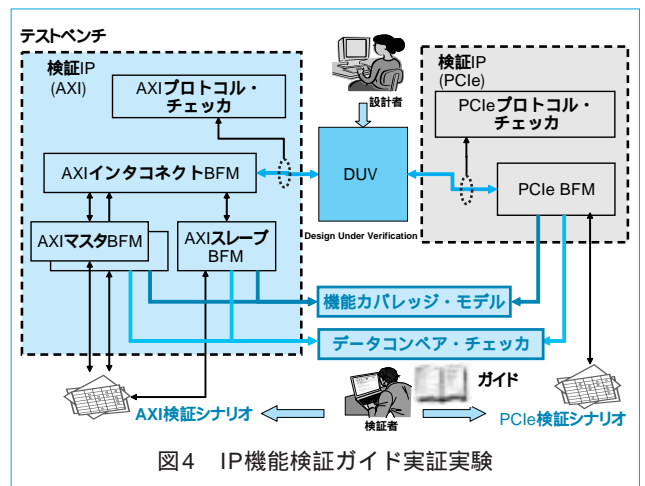 テストベンチ
検証IP
(AXI)
AXIプロトコル・
チェッカ
AXIインタコネクトBFM
AXIマスタBFM
AXIスレーブ
BFM
設計者
DUV
Design Under Verification
検証IP
(PCIe)
PCIeプロトコル・
チェッカ
PCIe BFM
機能カバレッジ・モデル
データコンペア・チェッカ
ガイド
検証者
AXI検証シナリオ
PCIe検証シナリオ
図4 IP機能検証ガイド実証実験